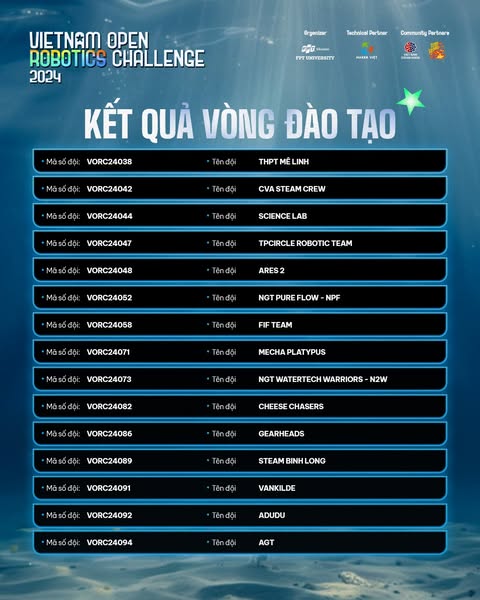 VIETNAM OPEN
ROBOTICS CHALLENGE
2024
Organizer
Technical Partner
Community Partners
FPT Education
FPT UNIVERSITY
MAKER VIET
KẾT QUẢ VÒNG ĐÀO TẠO
• Mã số đội: VORC24038 • Tên đội THPT MÊ LINH
• Mã số đội: VORC24042 • Tên đội CVA STEAM CREW
• Mã số đội: VORC24044 • Tên đội SCIENCE LAB
• Mã số đội: VORC24047 • Tên đội TPCIRCLE ROBOTIC TEAM
• Mã số đội: VORC24048 • Tên đội ARES 2
• Mã số đội: VORC24052 • Tên đội NGT PURE FLOW - NPF
• Mã số đội: VORC24058 • Tên đội FIF TEAM
• Mã số đội: VORC24071 • Tên đội MECHA PLATYPUS
• Mã số đội: VORC24073 • Tên đội NGT WATERTECH WARRIORS - N2W
• Mã số đội: VORC24082 • Tên đội CHEESE CHASERS
• Mã số đội: VORC24086 • Tên đội GEARHEADS
• Mã số đội: VORC24089 • Tên đội STEAM BINH LONG
• Mã số đội: VORC24091 • Tên đội VANKILDE
• Mã số đội: VORC24092 • Tên đội ADUDU
• Mã số đội: VORC24094 • Tên đội AGT